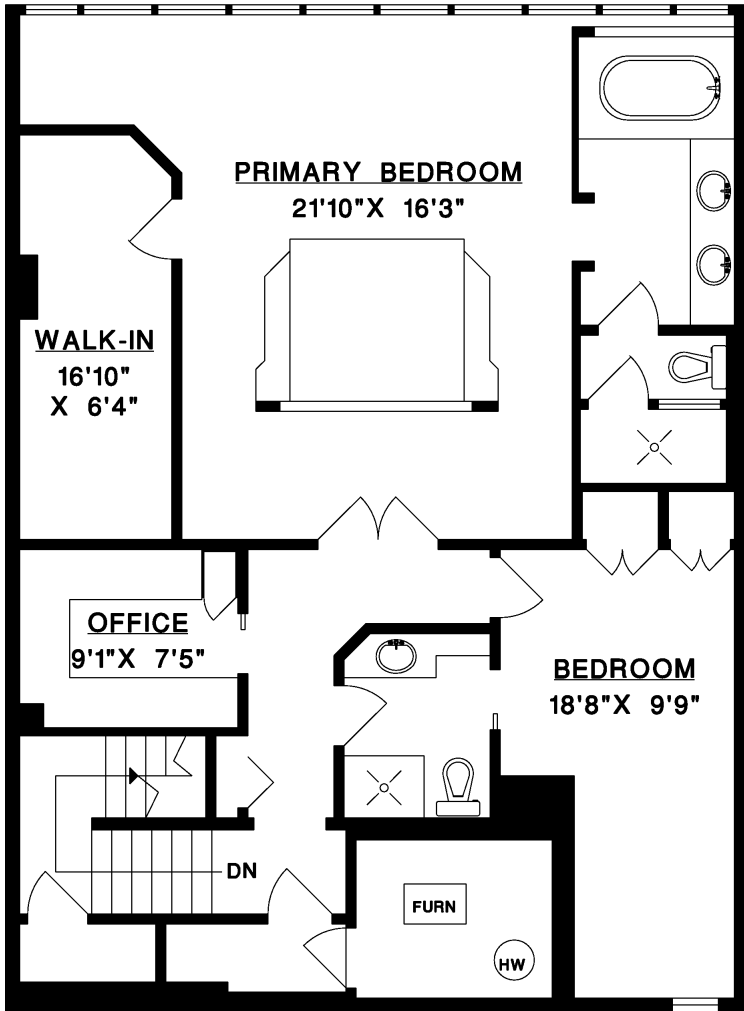 PRIMARY BEDROOM
21'10"X 16'3"
WALK-IN
16'10"
X 6'4"
OFFICE
9'1"X 7'5"
BEDROOM
18'8"X 9'9"
DN
FURN
HW